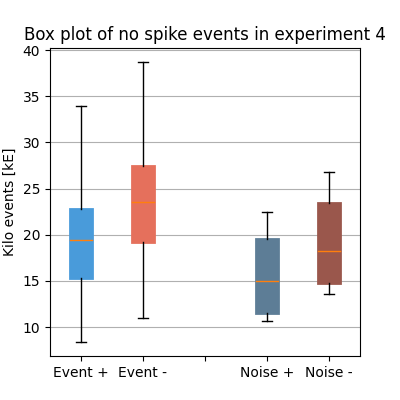 Box plot of no spike events in experiment 4
Kilo events [kE]
40
35
30
25
20
15
10
Event + Event - Noise + Noise -